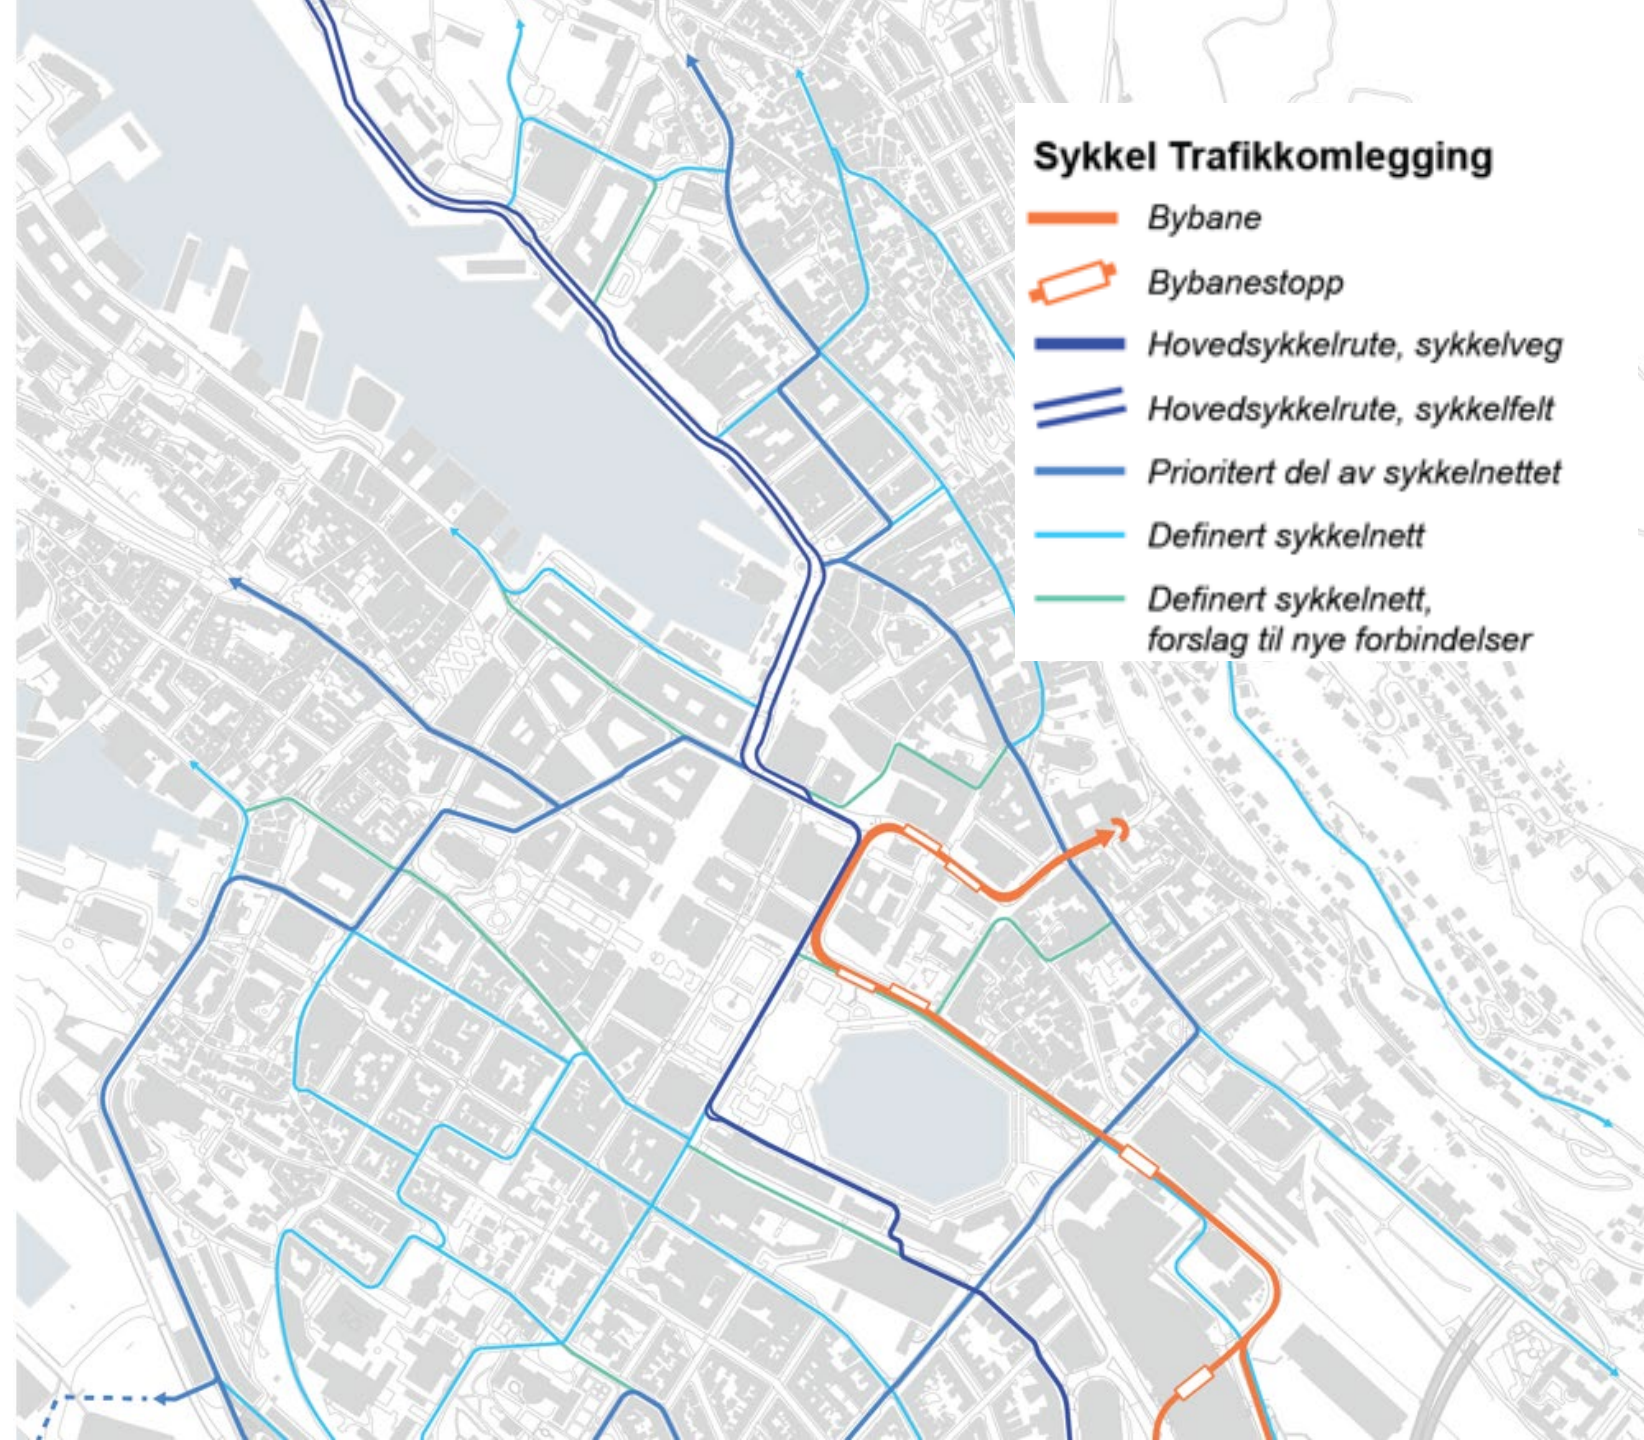 Sykkel Trafikkomlegging
Bybane
Bybanestopp
Hovedsykkelrute, sykkelveg
Hovedsykkelrute, sykkelfelt
Prioritert del av sykkelnettet
Definert sykkelnett
Definert sykkelnett,
forslag til nye forbindelser